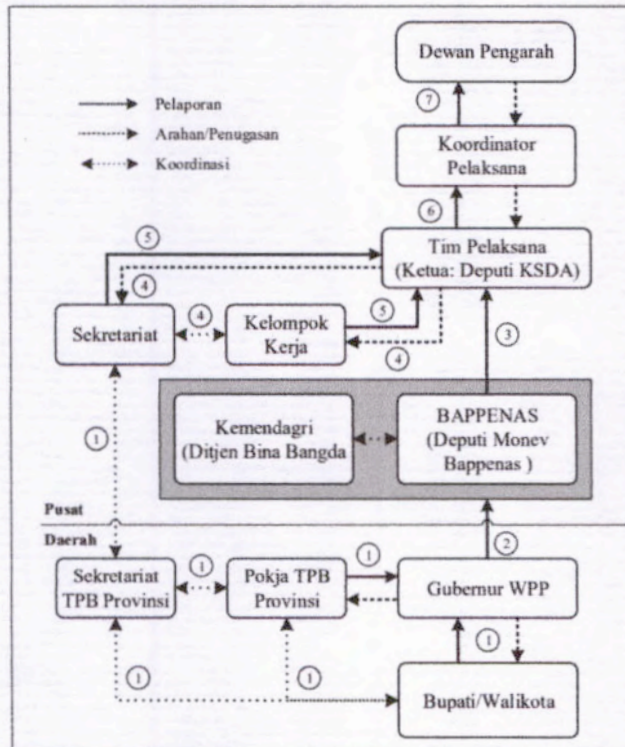 Dewan Pengarah
Pelaporan
Arahan/Penugasan
Koordinasi
7
Koordinator
Pelaksana
6
5
Tim Pelaksana
(Ketua: Deputi KSDA)
4
Sekretariat
4
Kelompok
Kerja
5
4
3
Kemendagri
(Ditjen Bina Bangda
BAPPENAS
(Deputi Monev
Bappenas )
1
Pusat
Daerah
2
Sekretariat
TPB Provinsi
1
Pokja TPB
Provinsi
1
Gubernur WPP
1
1
1
Bupati/Walikota